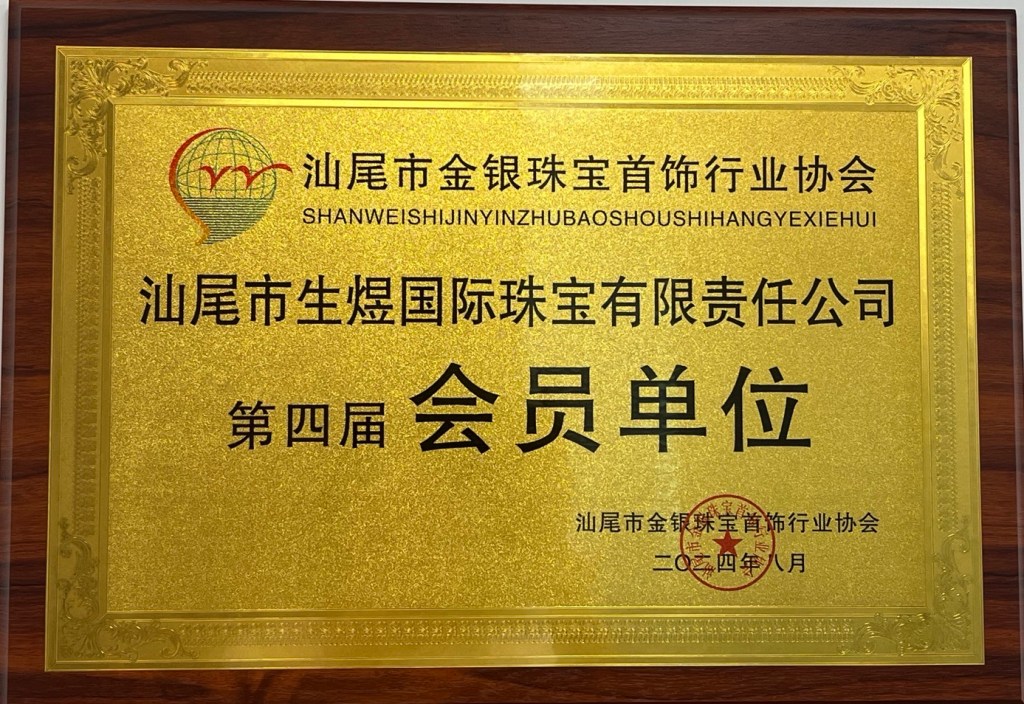 汕尾市金银珠宝首饰行业协会
SHANWEISHIJINYINZHUBAOSHOUSHIHANGYEXIEHUI
汕尾市生煜国际珠宝有限责任公司
第四届 会员单位
汕尾市金银珠宝首饰行业协会
二〇二四年八月